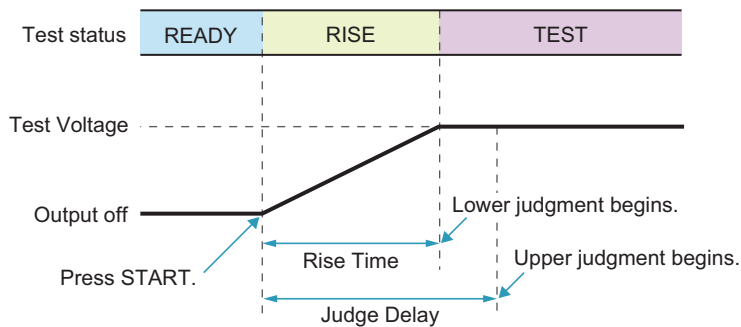 Test status READY RISE TEST
Test Voltage
Output off
Lower judgment begins.
Rise Time
Upper judgment begins.
Press START.
Judge Delay